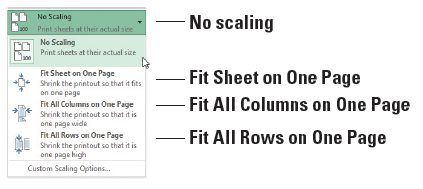 No Scaling
Print sheets at their actual size
100
No Scaling
Print sheets at their actual size
100
Fit Sheet on One Page
Shrink the printout so that it fits
on one page
Fit All Columns on One Page
Shrink the printout so that it is
one page wide
Fit All Rows on One Page
Shrink the printout so that it is
one page high
Custom Scaling Options...
No scaling
Fit Sheet on One Page
Fit All Columns on One Page
Fit All Rows on One Page